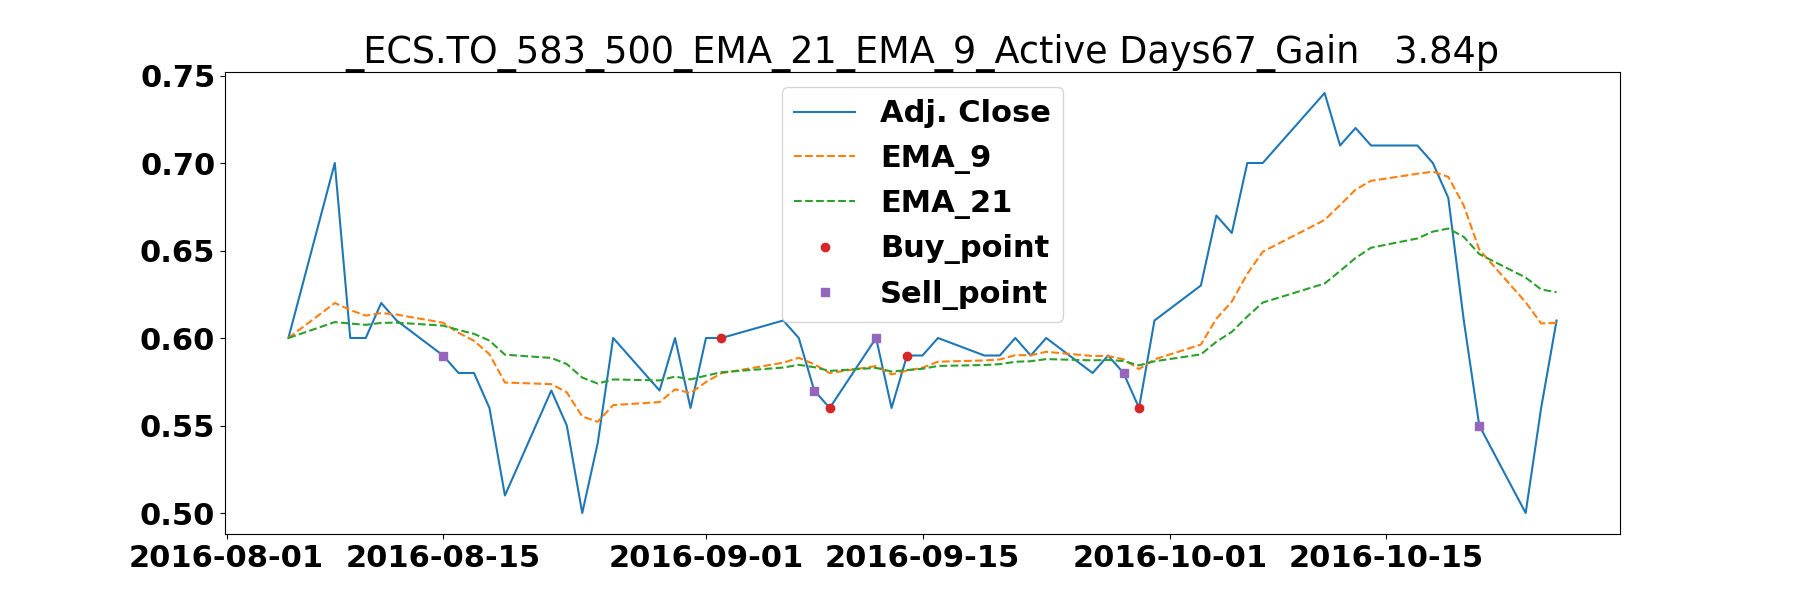 _ECS.TO_583_500_EMA_21_EMA_9_Active Days67_Gain   3.84p
0.75
0.70
0.65
0.60
0.55
0.50
Adj. Close
EMA_9
EMA_21
Buy_point
Sell_point
2016-08-01 2016-08-15 2016-09-01 2016-09-15 2016-10-01 2016-10-15